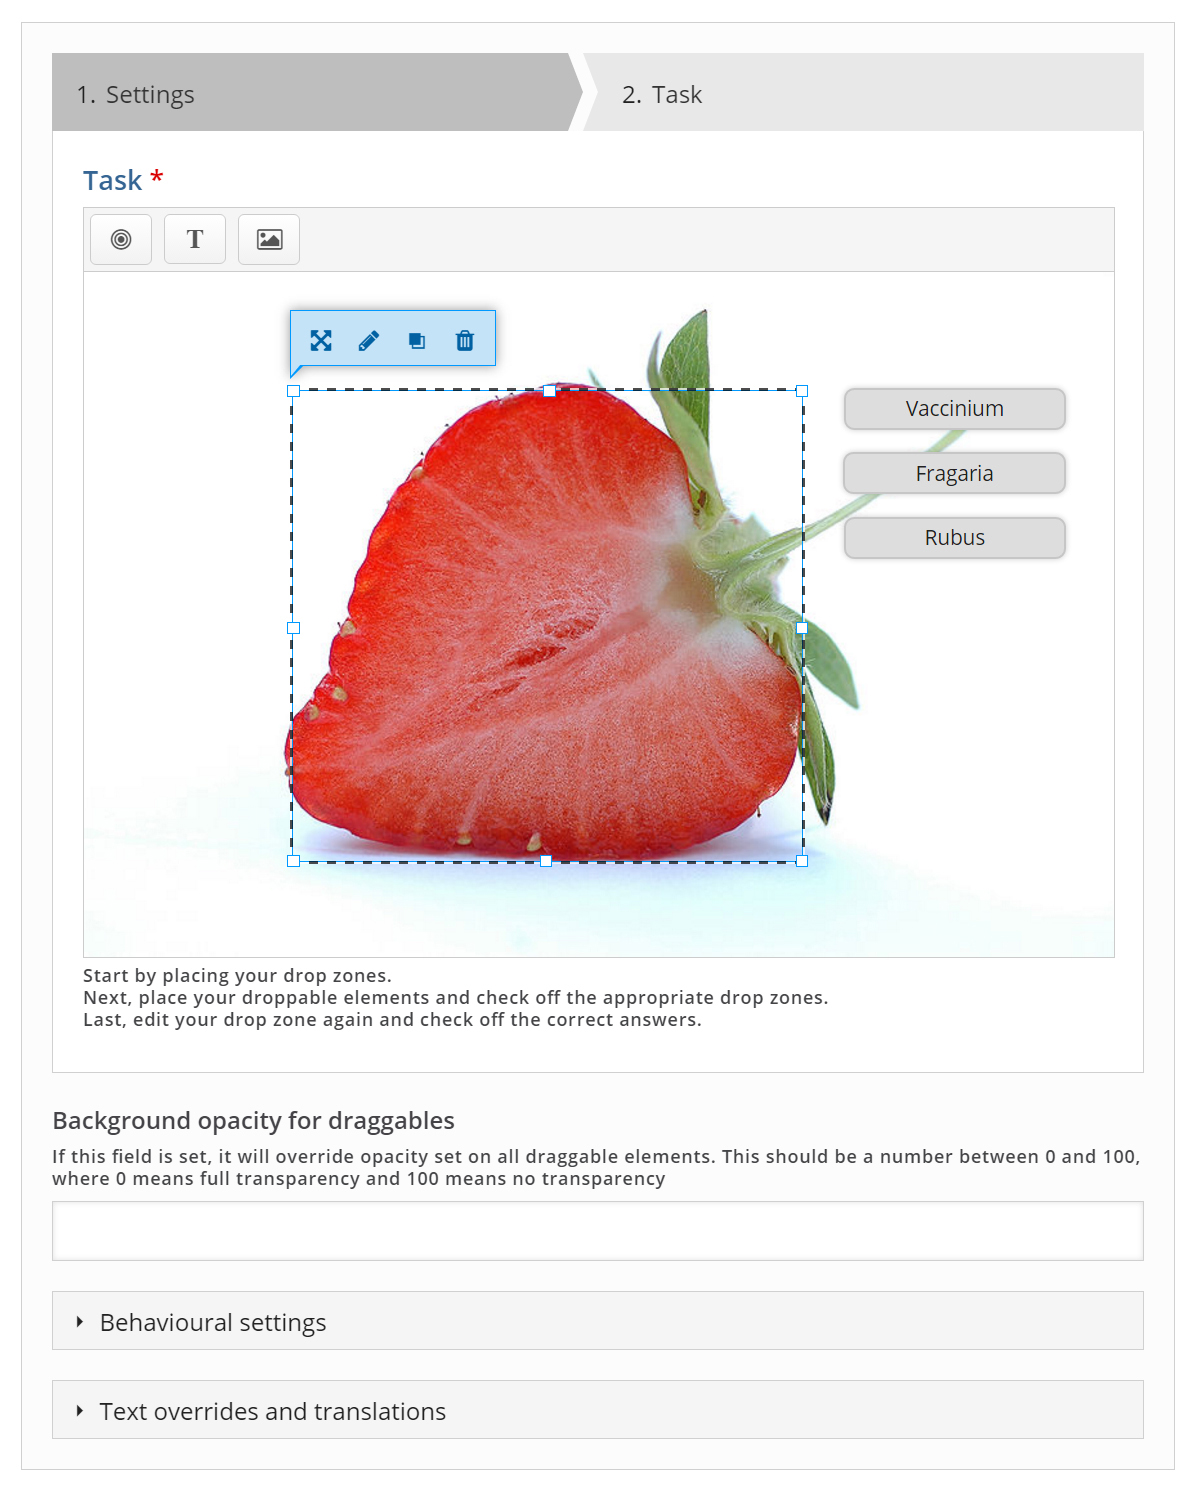 1. Settings
2. Task
Task *
T
Vaccinium
Fragaria
Rubus
Start by placing your drop zones.
Next, place your droppable elements and check off the appropriate drop zones.
Last, edit your drop zone again and check off the correct answers.
Background opacity for draggables
If this field is set, it will override opacity set on all draggable elements. This should be a number between 0 and 100,
where 0 means full transparency and 100 means no transparency
Behavioural settings
Text overrides and translations